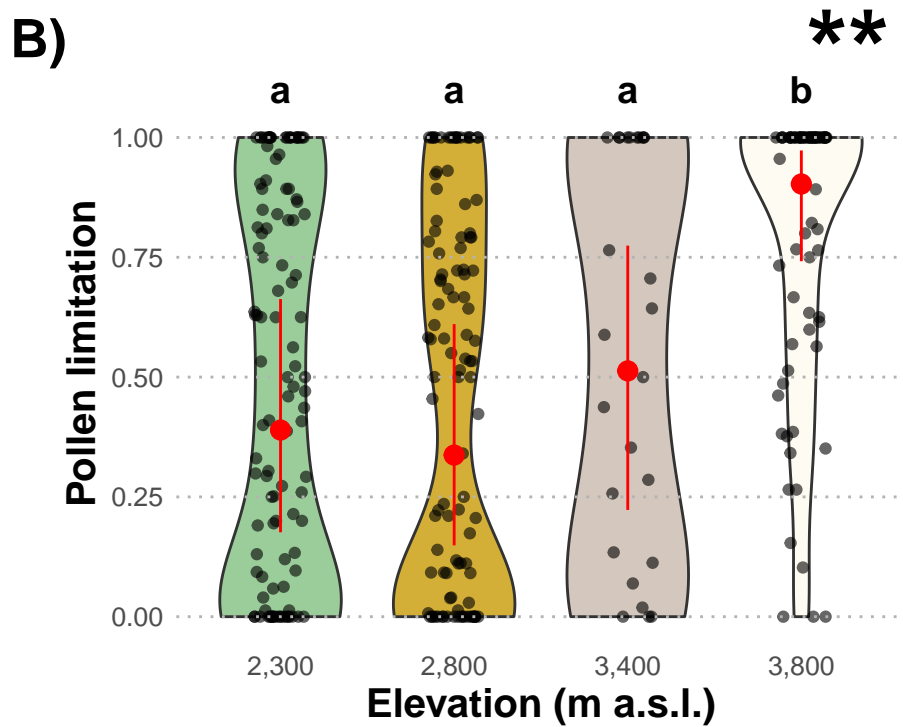 B)
**
a a a b
1.00
0.75
0.50
0.25
0.00
Pollen limitation
2,300 2,800 3,400 3,800
Elevation (m a.s.l.)